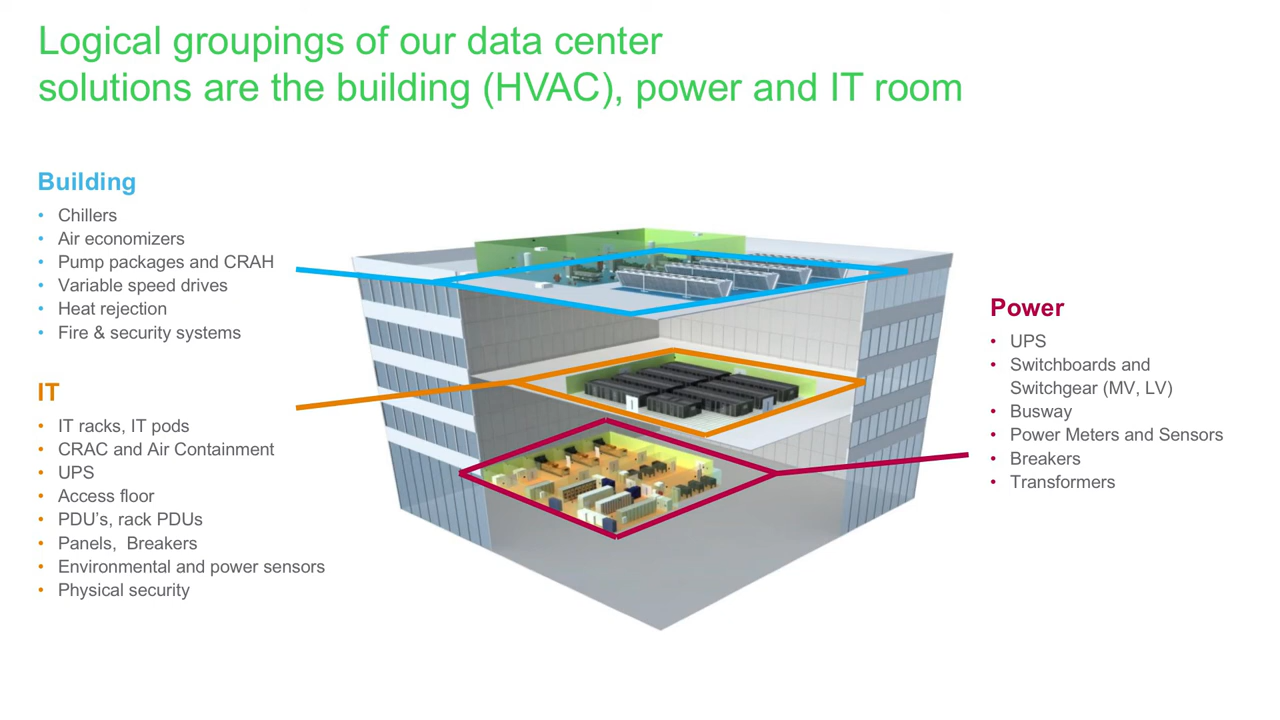 Logical groupings of our data center
solutions are the building (HVAC), power and IT room
Building
• Chillers
• Air economizers
• Pump packages and CRAH
• Variable speed drives
• Heat rejection
• Fire & security systems
IT
• IT racks, IT pods
• CRAC and Air Containment
• UPS
• Access floor
• PDU’s, rack PDUs
• Panels,  Breakers
• Environmental and power sensors
• Physical security
Power
• UPS
• Switchboards and
Switchgear (MV, LV)
• Busway
• Power Meters and Sensors
• Breakers
• Transformers